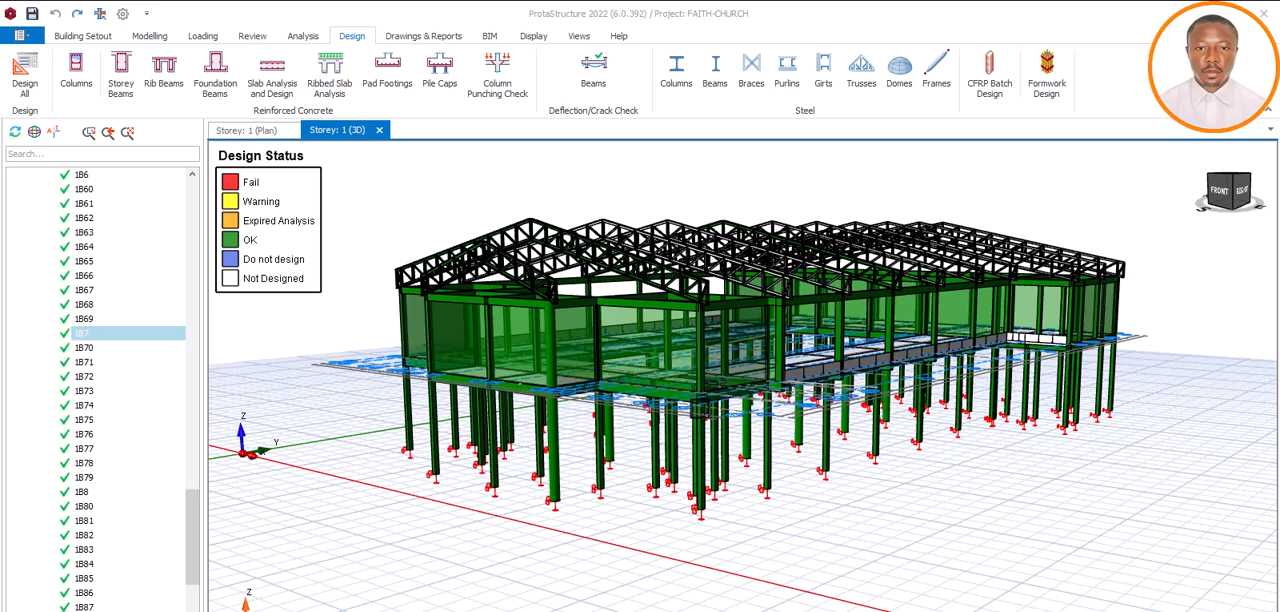 ProtaStructure 2022 (6.0.392) / Project: FAITH-CHURCH
Building Setout Modelling Loading Review Analysis Design Drawings & Reports BIM Display Views Help
Design All
Columns
Storey Beams
Rib Beams
Foundation Beams
Slab Analysis and Design
Ribbed Slab Analysis
Pad Footings
Pile Caps
Column Punching Check
Beams
Columns
Beams
Braces
Purlins
Girts
Trusses
Domes
Frames
CFRP Batch Design
Formwork Design
Design
Reinforced Concrete
Deflection/Crack Check
Steel
Storey: 1 (Plan)
Storey: 1 (3D)
Search...
1B6
1B60
1B61
1B62
1B63
1B64
1B65
1B66
1B67
1B68
1B69
1B7
1B70
1B71
1B72
1B73
1B74
1B75
1B76
1B77
1B78
1B79
1B8
1B80
1B81
1B82
1B83
1B84
1B85
1B86
1B87
Design Status
Fail
Warning
Expired Analysis
OK
Do not design
Not Designed
FRONT
RIGHT
Z
Y
Z